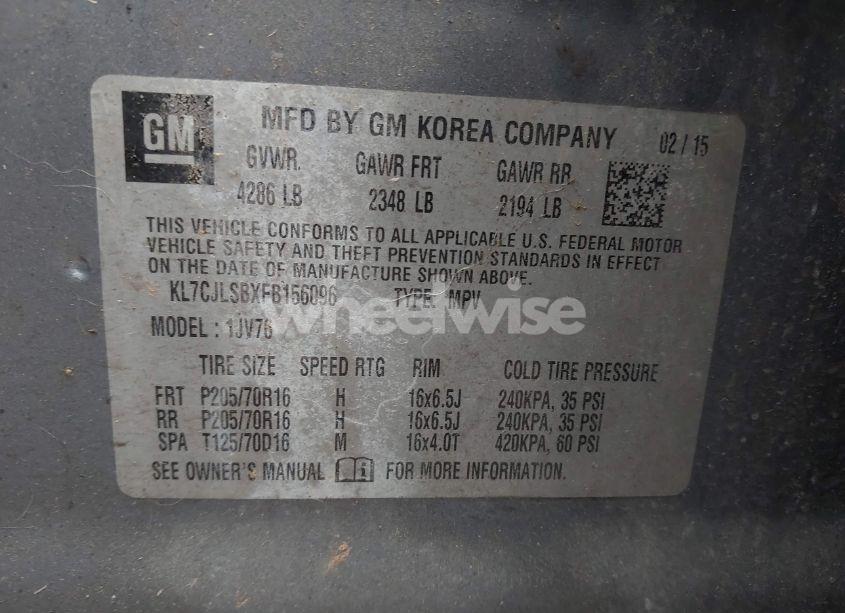 GM
MFD BY GM KOREA COMPANY 02 / 15
GVWR. GAWR FRT GAWR RR
4286 LB 2348 LB 2194 LB
THIS VEHICLE CONFORMS TO ALL APPLICABLE U.S. FEDERAL MOTOR
VEHICLE SAFETY AND THEFT PREVENTION STANDARDS IN EFFECT
ON THE DATE OF MANUFACTURE SHOWN ABOVE.
KL7CJLSBXFB156096 TYPE: MPV
wheelwise
MODEL : 1JV76
TIRE SIZE SPEED RTG RIM COLD TIRE PRESSURE
FRT P205/70R16 H 16x6.5J 240KPA, 35 PSI
RR P205/70R16 H 16x6.5J 240KPA, 35 PSI
SPA T125/70D16 M 16x4.0T 420KPA, 60 PSI
SEE OWNER'S MANUAL FOR MORE INFORMATION.